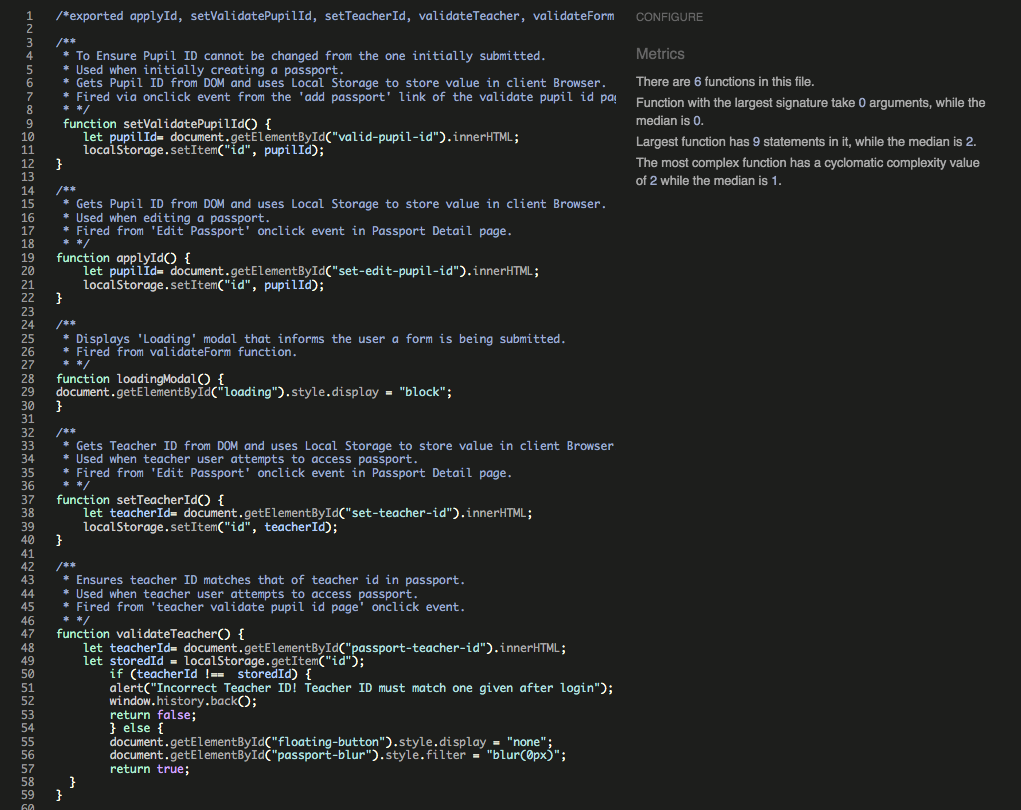 1 /*exported applyId, setValidatePupilId, setTeacherId, validateTeacher, validateForm
2
3 /**
4 * To Ensure Pupil ID cannot be changed from the one initially submitted.
5 * Used when initially creating a passport.
6 * Gets Pupil ID from DOM and uses Local Storage to store value in client Browser.
7 * Fired via onclick event from the 'add passport' link of the validate pupil id pag
8 * */
9 function setValidatePupilId() {
10 let pupilId= document.getElementById("valid-pupil-id").innerHTML;
11 localStorage.setItem("id", pupilId);
12 }
13
14 /**
15 * Gets Pupil ID from DOM and uses Local Storage to store value in client Browser.
16 * Used when editing a passport.
17 * Fired from 'Edit Passport' onclick event in Passport Detail page.
18 * */
19 function applyId() {
20 let pupilId= document.getElementById("set-edit-pupil-id").innerHTML;
21 localStorage.setItem("id", pupilId);
22 }
23
24 /**
25 * Displays 'Loading' modal that informs the user a form is being submitted.
26 * Fired from validateForm function.
27 * */
28 function loadingModal() {
29 document.getElementById("loading").style.display = "block";
30 }
31
32 /**
33 * Gets Teacher ID from DOM and uses Local Storage to store value in client Browser
34 * Used when teacher user attempts to access passport.
35 * Fired from 'Edit Passport' onclick event in Passport Detail page.
36 * */
37 function setTeacherId() {
38 let teacherId= document.getElementById("set-teacher-id").innerHTML;
39 localStorage.setItem("id", teacherId);
40 }
41
42 /**
43 * Ensures teacher ID matches that of teacher id in passport.
44 * Used when teacher user attempts to access passport.
45 * Fired from 'teacher validate pupil id page' onclick event.
46 * */
47 function validateTeacher() {
48 let teacherId= document.getElementById("passport-teacher-id").innerHTML;
49 let storedId = localStorage.getItem("id");
50 if (teacherId !== storedId) {
51 alert("Incorrect Teacher ID! Teacher ID must match one given after login");
52 window.history.back();
53 return false;
54 } else {
55 document.getElementById("floating-button").style.display = "none";
56 document.getElementById("passport-blur").style.filter = "blur(0px)";
57 return true;
58 }
59 }
60
CONFIGURE
Metrics
There are 6 functions in this file.
Function with the largest signature take 0 arguments, while the
median is 0.
Largest function has 9 statements in it, while the median is 2.
The most complex function has a cyclomatic complexity value
of 2 while the median is 1.